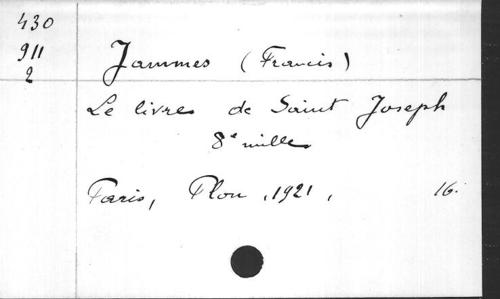 430
911
2
Jammes (Francis)
Le livre de Saint Joseph
8e mille
Paris, Plon, 1921, 16.